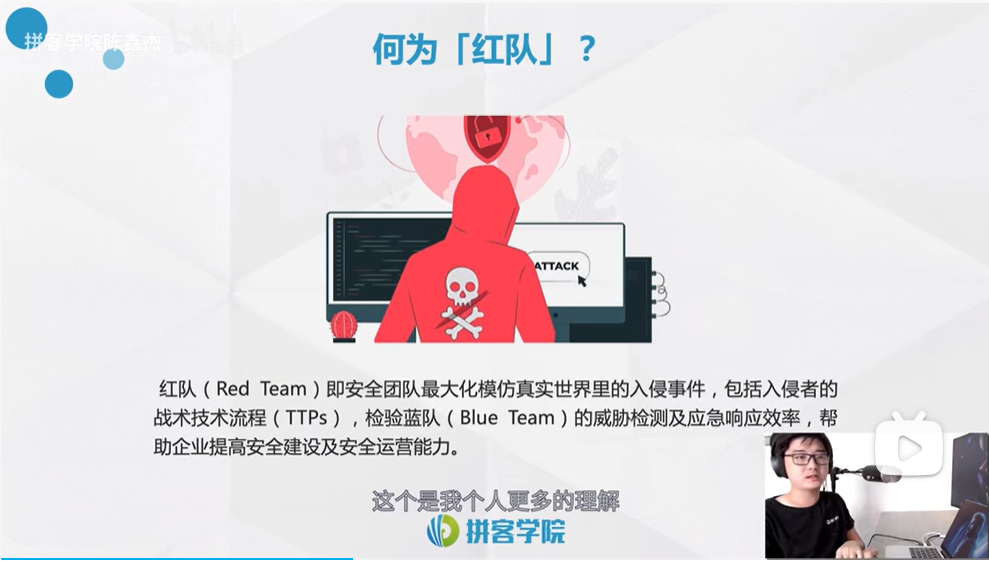 拼客学院陈鑫杰
何为「红队」？
ATTACK
红队（Red Team）即安全团队最大化模仿真实世界里的入侵事件，包括入侵者的
战术技术流程（TTPs），检验蓝队（Blue Team）的威胁检测及应急响应效率，帮
助企业提高安全建设及安全运营能力。
这个是我个人更多的理解
拼客学院